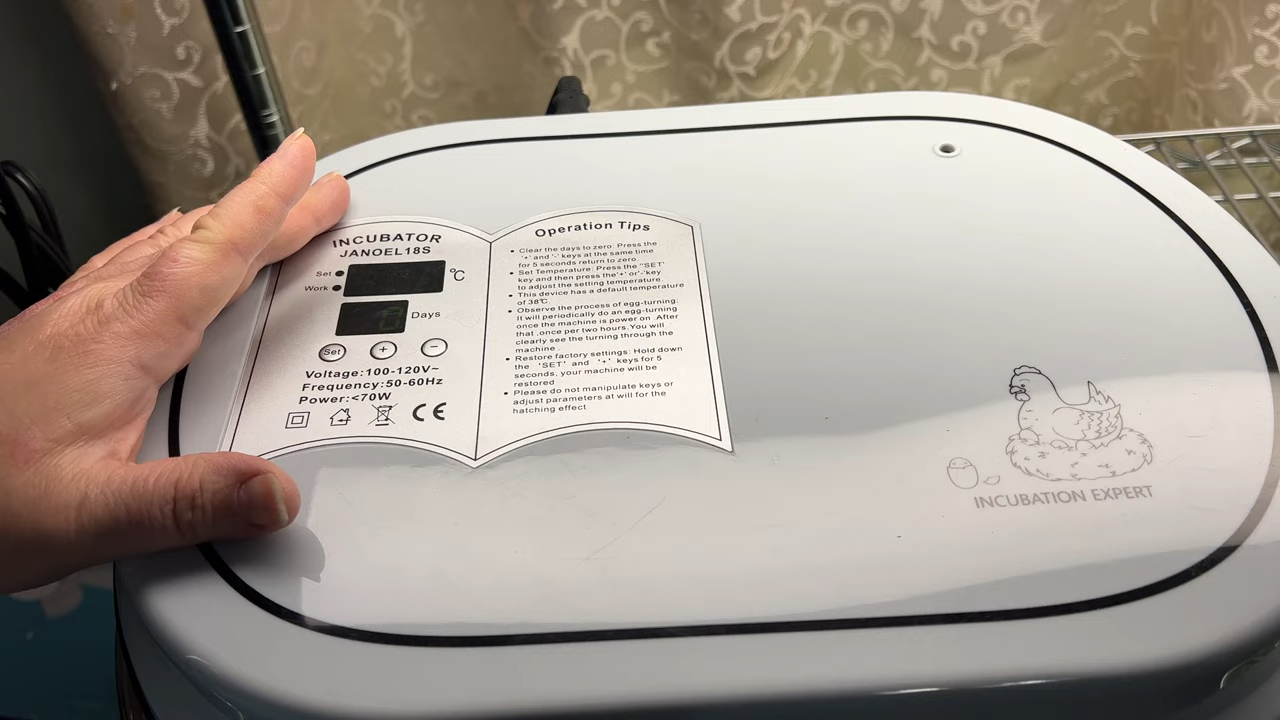 INCUBATOR
JANOEL18S
Set
℃
Work
Days
Set
+
−
Voltage:100-120V~
Frequency:50-60Hz
Power:<70W
CE
Operation Tips
• Clear the days to zero: Press the
'+' and '-' keys at the same time
for 5 seconds return to zero.
• Set Temperature: Press the "SET"
key and then press the'+' or'-'key
to adjust the setting temperature
• This device has a default temperature
of 38℃.
• Observe the process of egg-turning:
It will periodically do an egg-turning
once the machine is power on .After
that ,once per two hours.You will
clearly see the turning through the
machine
• Restore factory settings: Hold down
the "SET" and '+' keys for 5
seconds, your machine will be
restored
• Please do not manipulate keys or
adjust parameters at will for the
hatching effect
INCUBATION EXPERT